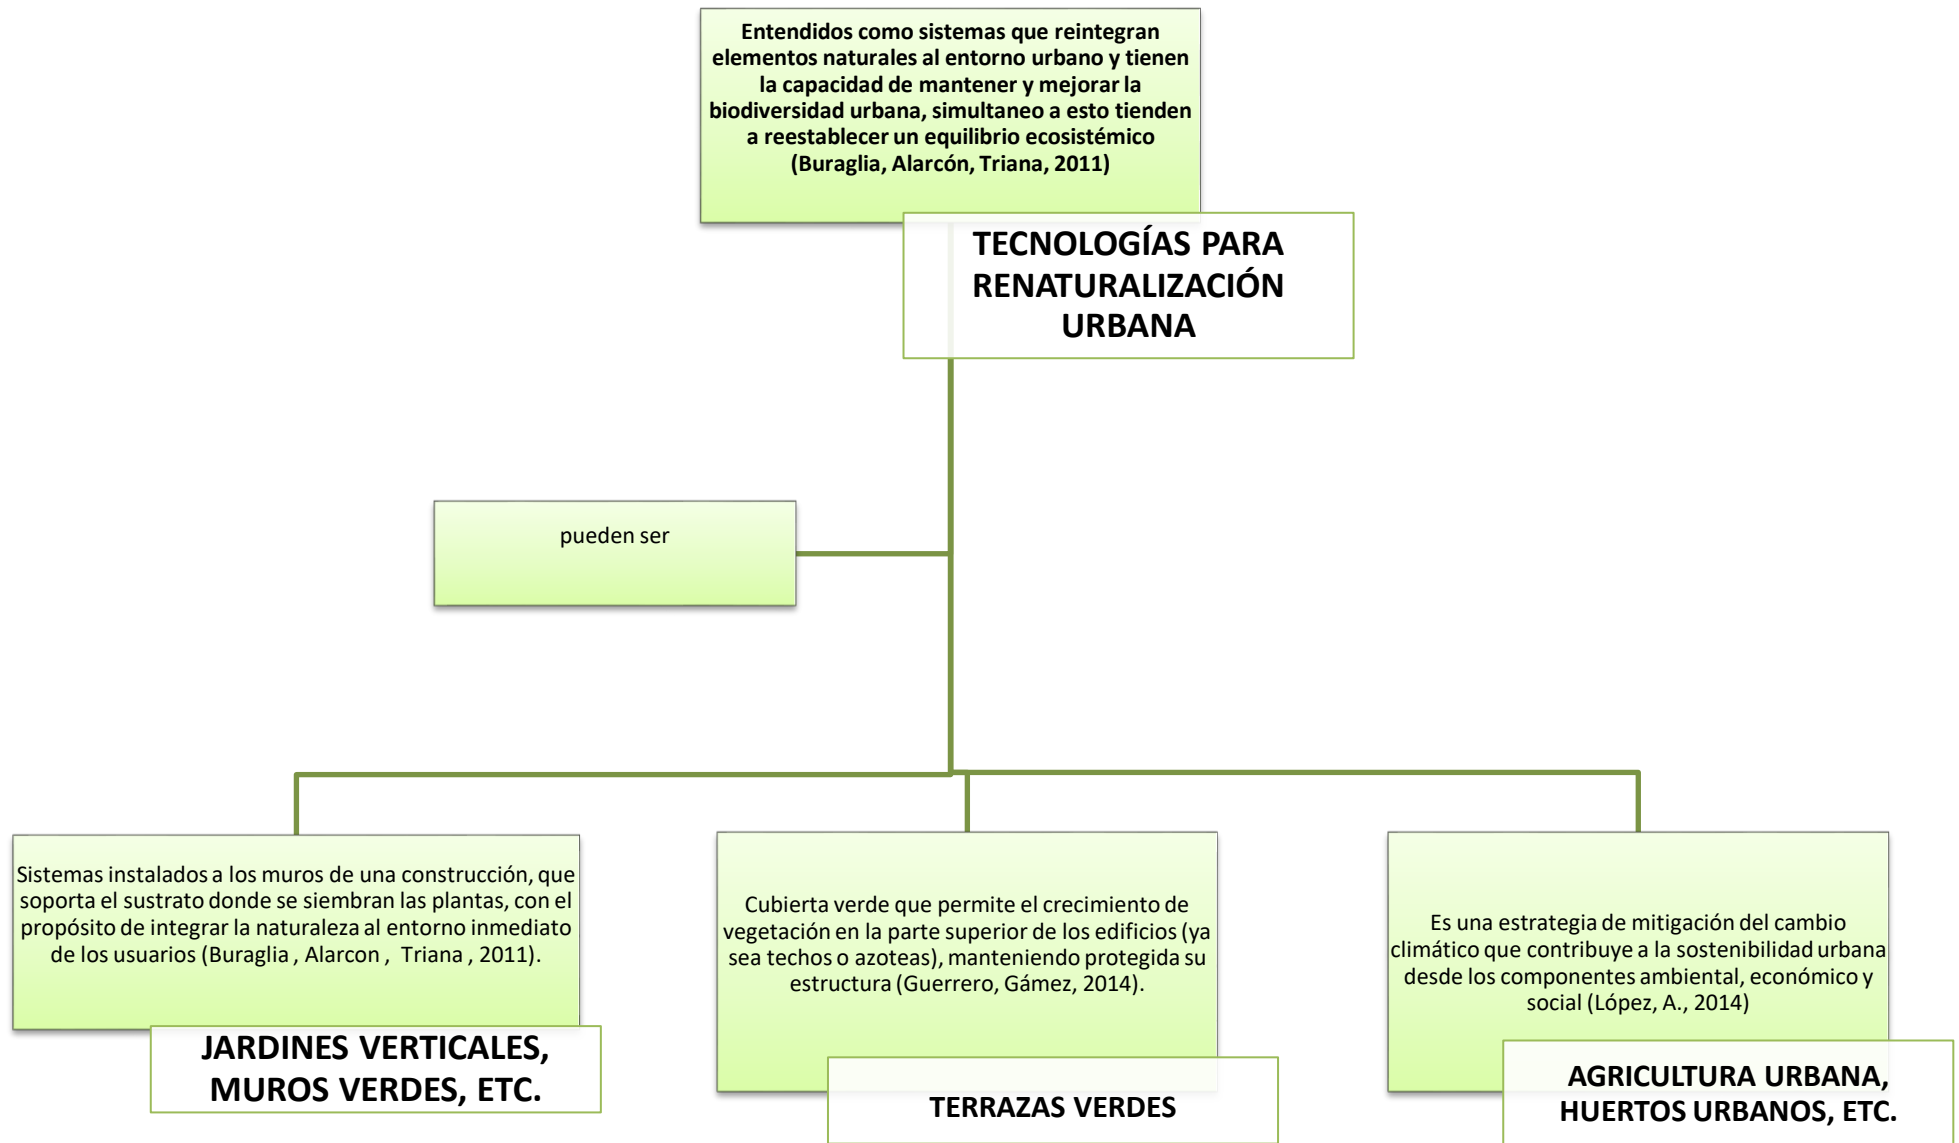 Entendidos como sistemas que reintegran
elementos naturales al entorno urbano y tienen
la capacidad de mantener y mejorar la
biodiversidad urbana, simultaneo a esto tienden
a reestablecer un equilibrio ecosistémico
(Buraglia, Alarcón, Triana, 2011)
TECNOLOGÍAS PARA
RENATURALIZACIÓN
URBANA
pueden ser
Sistemas instalados a los muros de una construcción, que
soporta el sustrato donde se siembran las plantas, con el
propósito de integrar la naturaleza al entorno inmediato
de los usuarios (Buraglia , Alarcon , Triana , 2011).
JARDINES VERTICALES,
MUROS VERDES, ETC.
Cubierta verde que permite el crecimiento de
vegetación en la parte superior de los edificios (ya
sea techos o azoteas), manteniendo protegida su
estructura (Guerrero, Gámez, 2014).
TERRAZAS VERDES
Es una estrategia de mitigación del cambio
climático que contribuye a la sostenibilidad urbana
desde los componentes ambiental, económico y
social (López, A., 2014)
AGRICULTURA URBANA,
HUERTOS URBANOS, ETC.